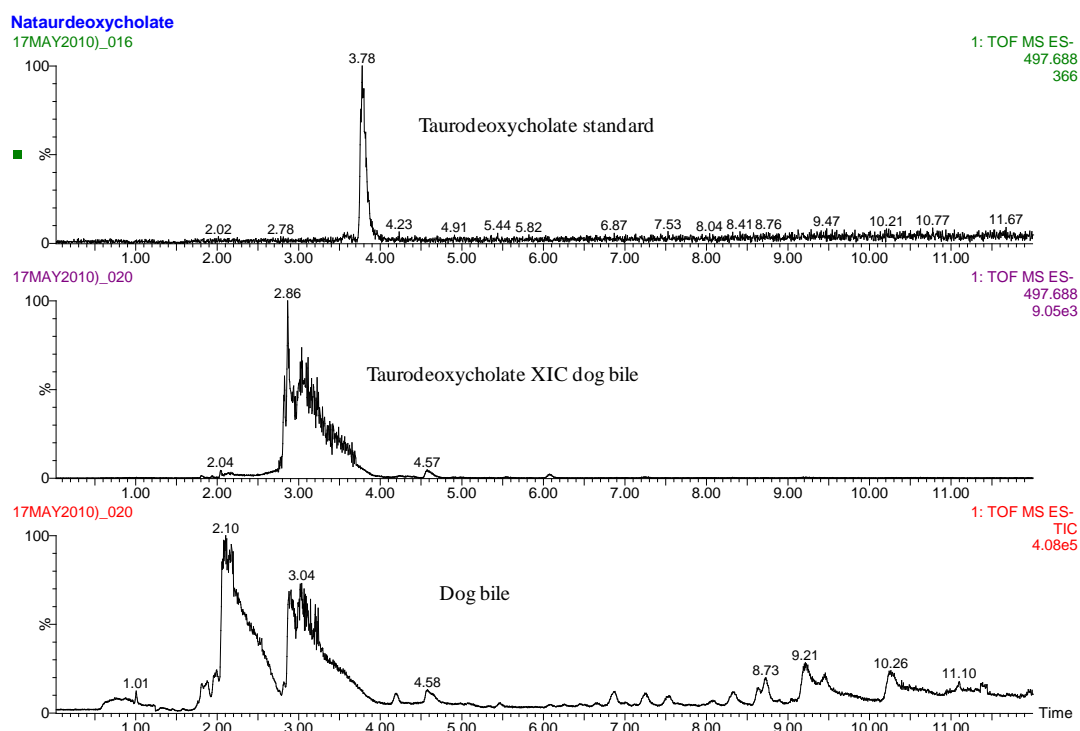 Nataurdeoxycholate
17MAY2010)_016
1: TOF MS ES-
497.688
366
Taurodeoxycholate standard
100
%
0
3.78
2.02 2.78 4.23 4.91 5.44 5.82 6.87 7.53 8.04 8.41 8.76 9.47 10.21 10.77 11.67
1.00 2.00 3.00 4.00 5.00 6.00 7.00 8.00 9.00 10.00 11.00
17MAY2010)_020
1: TOF MS ES-
497.688
9.05e3
Taurodeoxycholate XIC dog bile
100
%
0
2.86
2.04 4.57
1.00 2.00 3.00 4.00 5.00 6.00 7.00 8.00 9.00 10.00 11.00
17MAY2010)_020
1: TOF MS ES-
TIC
4.08e5
Dog bile
100
%
0
2.10
3.04
1.01 4.58 8.73 9.21 10.26 11.10
Time
1.00 2.00 3.00 4.00 5.00 6.00 7.00 8.00 9.00 10.00 11.00